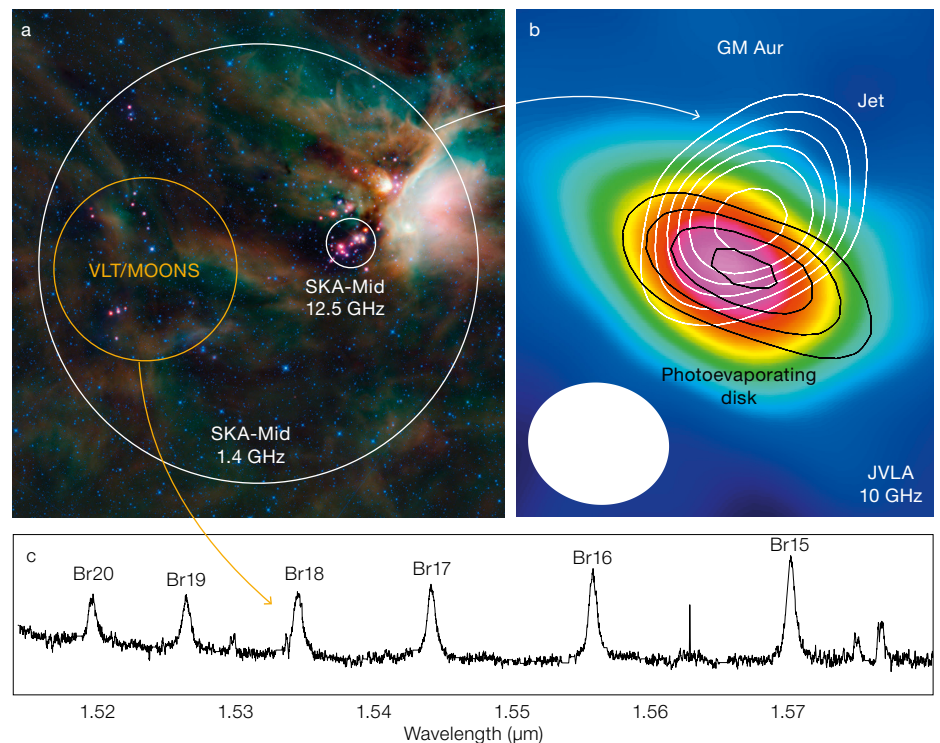 a
VLT/MOONS
SKA-Mid
12.5 GHz
SKA-Mid
1.4 GHz
b
GM Aur
Jet
Photoevaporating
disk
JVLA
10 GHz
c
Br20
Br19
Br18
Br17
Br16
Br15
1.52
1.53
1.54
1.55
1.56
1.57
Wavelength (μm)